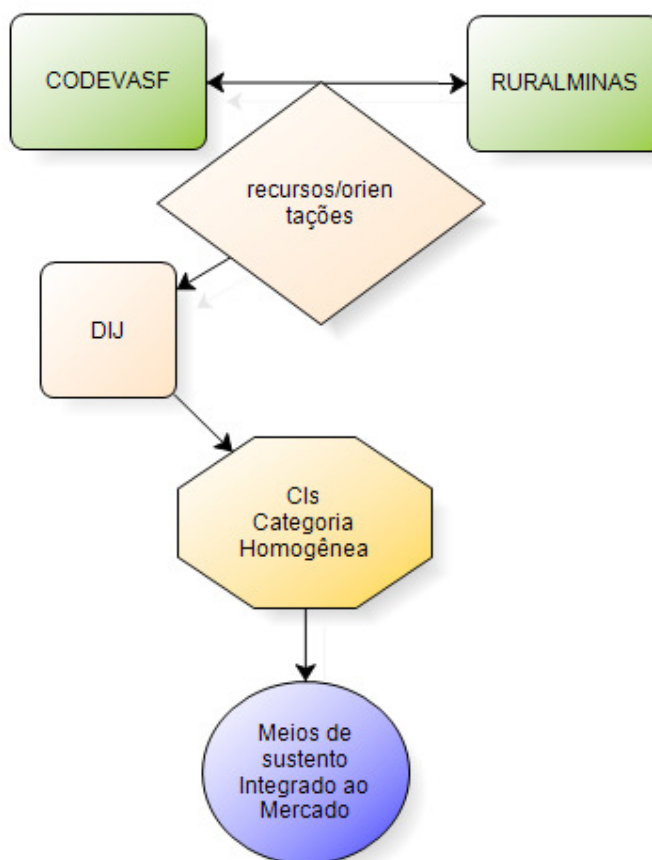 CODEVASF
RURALMINAS
recursos/orien
tações
DIJ
CIs
Categoria
Homogênea
Meios de
sustento
Integrado ao
Mercado